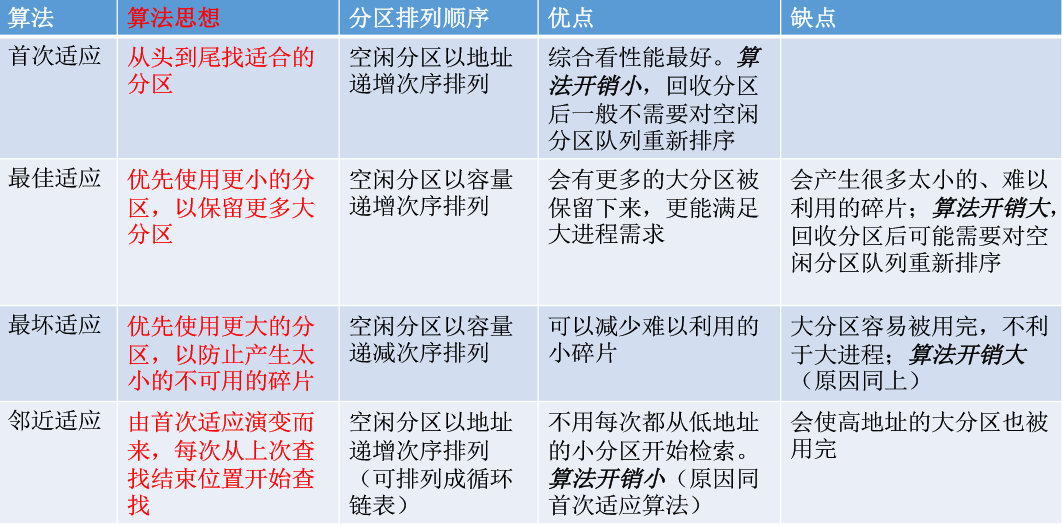 算法
算法思想
分区排列顺序
优点
缺点
首次适应
从头到尾找适合的
分区
空闲分区以地址
递增次序排列
综合看性能最好。算
法开销小，回收分区
后一般不需要对空闲
分区队列重新排序
最佳适应
优先使用更小的分
区，以保留更多大
分区
空闲分区以容量
递增次序排列
会有更多的大分区被
保留下来，更能满足
大进程需求
会产生很多太小的、难以
利用的碎片；算法开销大，
回收分区后可能需要对空
闲分区队列重新排序
最坏适应
优先使用更大的分
区，以防止产生太
小的不可用的碎片
空闲分区以容量
递减次序排列
可以减少难以利用的
小碎片
大分区容易被用完，不利
于大进程；算法开销大
（原因同上）
邻近适应
由首次适应演变而
来，每次从上次查
找结束位置开始查
找
空闲分区以地址
递增次序排列
（可排列成循环
链表）
不用每次都从低地址
的小分区开始检索。
算法开销小（原因同
首次适应算法）
会使高地址的大分区也被
用完